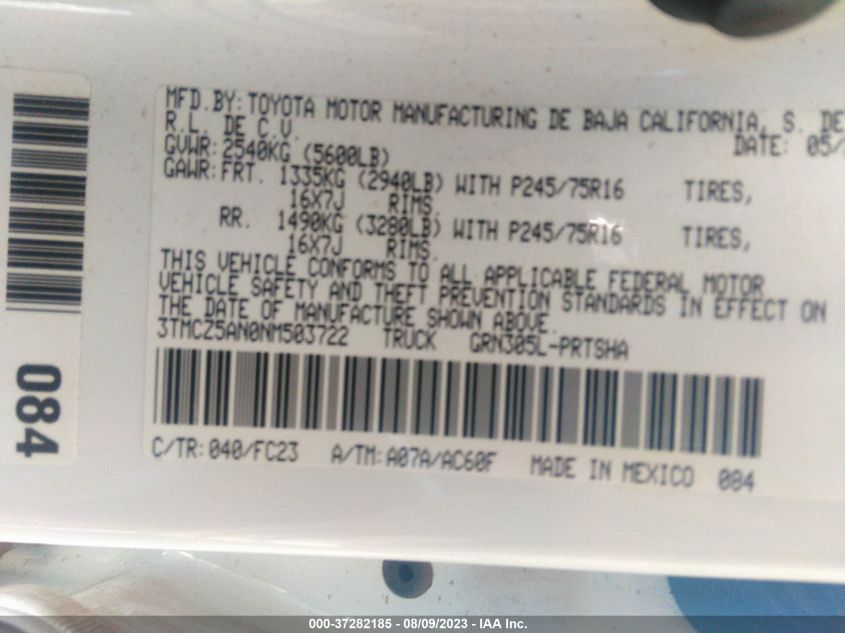 MFD.BY: TOYOTA MOTOR MANUFACTURING DE BAJA CALIFORNIA, S. DE
R.L. DE C.V. DATE: 05/
GVWR: 2540KG (5600LB)
GAWR: FRT. 1335KG (2940LB) WITH P245/75R16 TIRES,
16X7J RIMS,
RR. 1490KG (3280LB) WITH P245/75R16 TIRES,
16X7J RIMS.
THIS VEHICLE CONFORMS TO ALL APPLICABLE FEDERAL MOTOR
VEHICLE SAFETY AND THEFT PREVENTION STANDARDS IN EFFECT ON
THE DATE OF MANUFACTURE SHOWN ABOVE.
3TMCZ5AN0NM503722 TRUCK GRN305L-PRTSHA
C/TR: 040/FC23 A/TM: A07A/AC60F MADE IN MEXICO 084
084
000-37282185 - 08/09/2023 - IAA Inc.